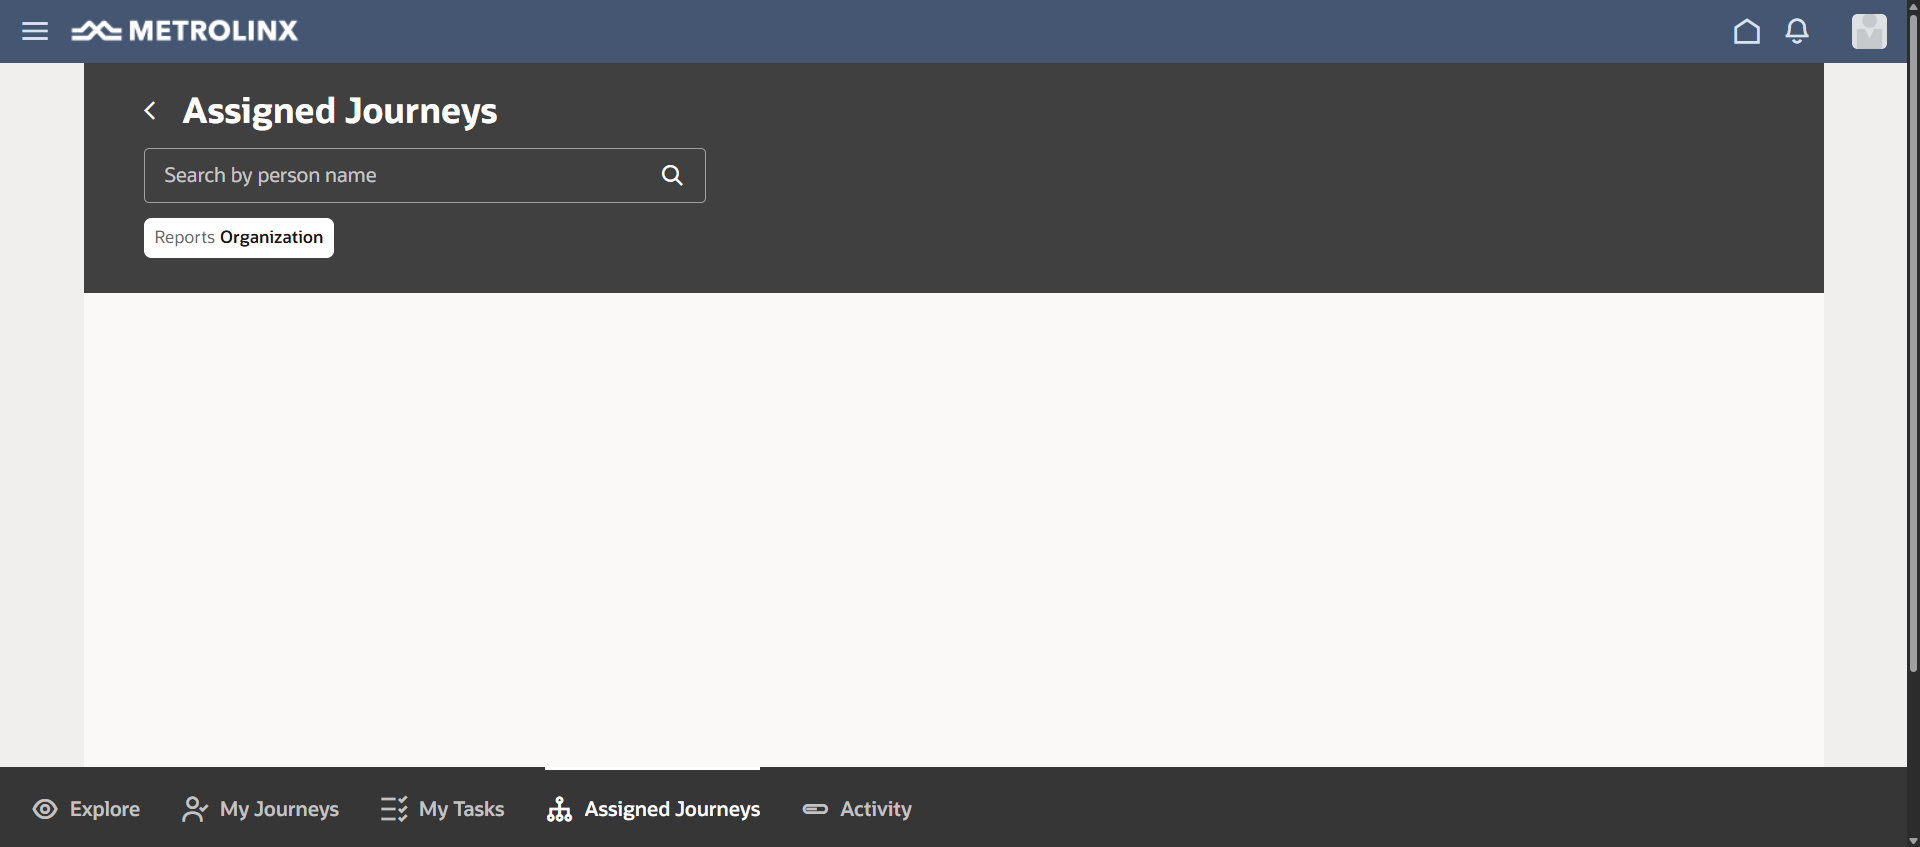 METROLINX
Assigned Journeys
Search by person name
Reports Organization
Explore
My Journeys
My Tasks
Assigned Journeys
Activity